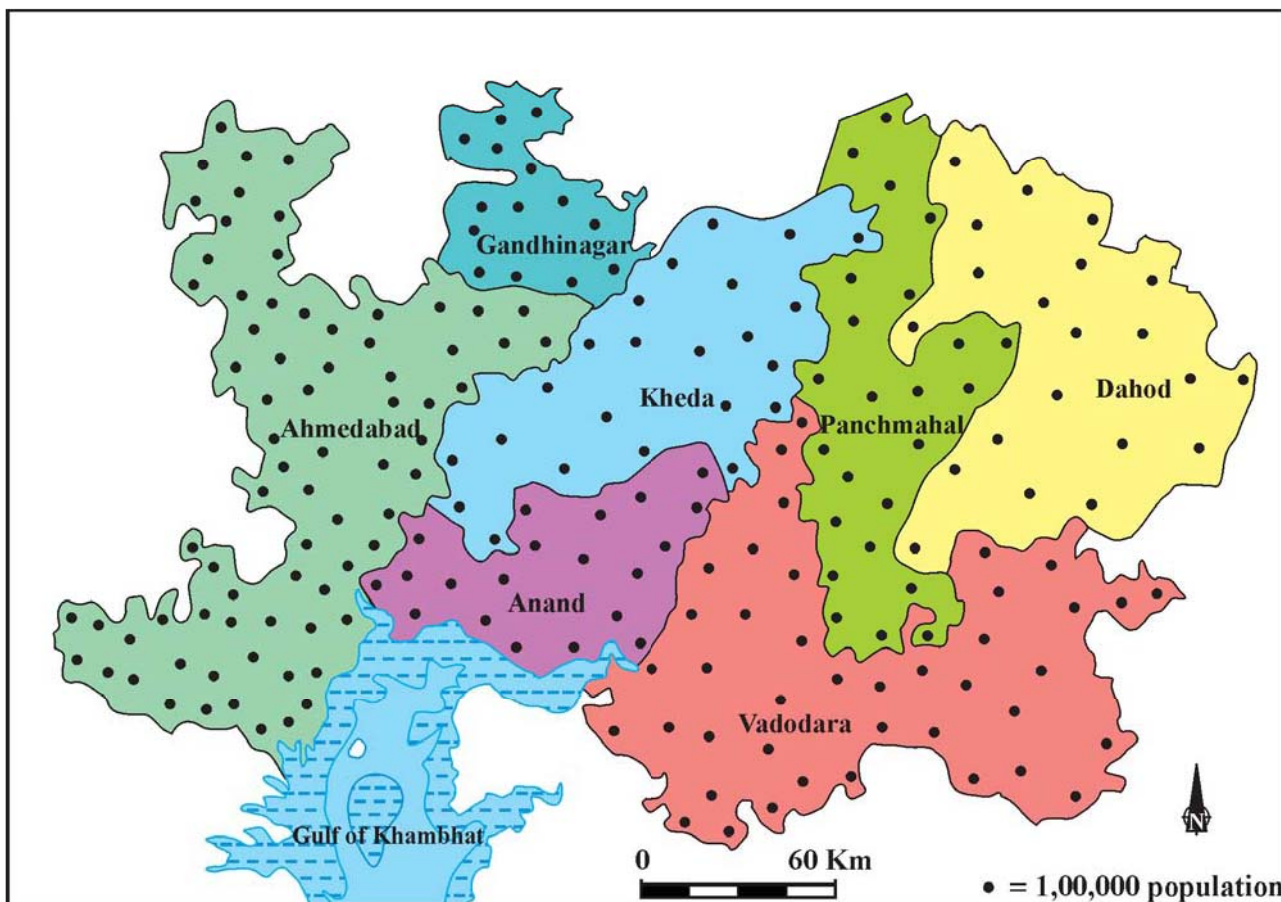 Gandhinagar
Ahmedabad
Kheda
Panchmahal
Dahod
Anand
Vadodara
Gulf of Khambhat
0 60 Km
N
= 1,00,000 population